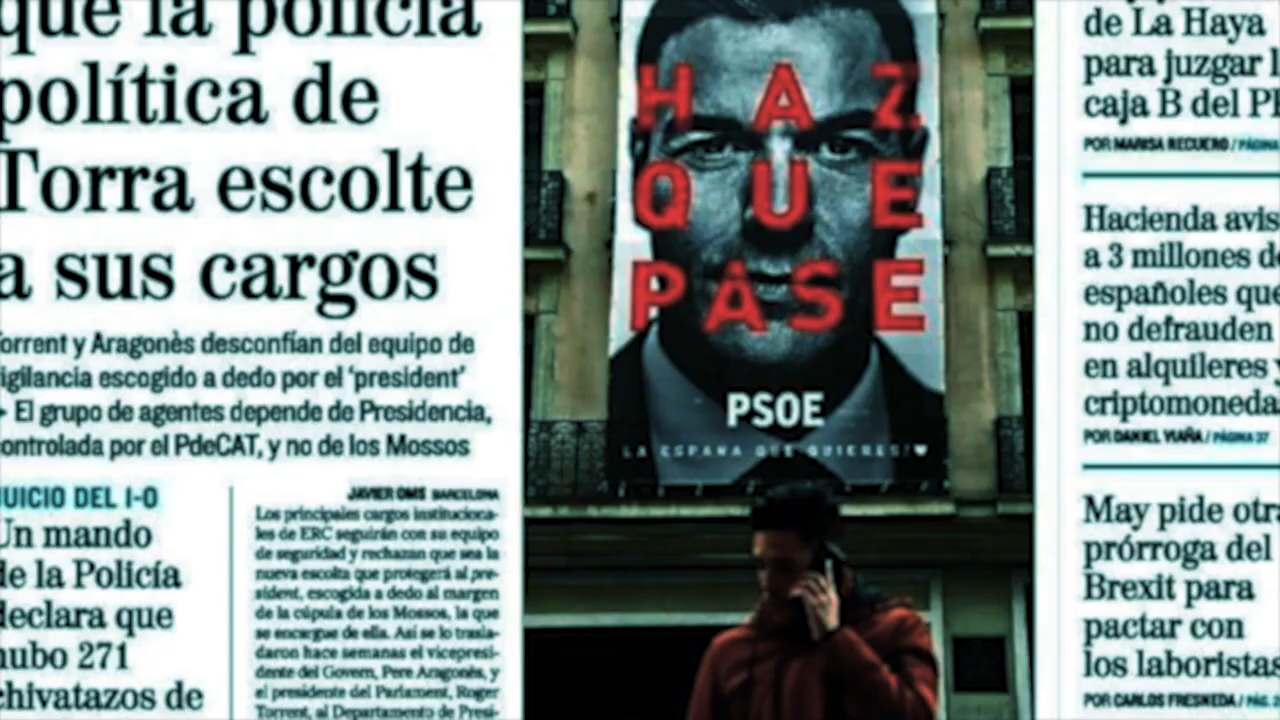 que la policía
política de
Torra escolte
a sus cargos
Torrent y Aragonès desconfían del equipo de
vigilancia escogido a dedo por el 'president'
El grupo de agentes depende de Presidencia,
controlada por el PdeCAT, y no de los Mossos
JUICIO DEL 1-O
Un mando
de la Policía
declara que
hubo 271
chivatazos de
JAVIER OMS BARCELONA
Los principales cargos instituciona-
les de ERC seguirán con su equipo
de seguridad y rechazan que sea la
nueva escolta que protegerá al pre-
sident, escogida a dedo al margen
de la cúpula de los Mossos, la que
se encargue de ella. Así se lo trasla-
daron hace semanas el vicepresi-
dente del Govern, Pere Aragonès, y
el presidente del Parlament, Roger
Torrent, al Departamento de Presi-
HAZ
QUE
PASE
PSOE
LA ESPAÑA QUE QUIERES!
de La Haya
para juzgar l
caja B del P
POR MARISA RECUERO / PÁGINA
Hacienda avis
a 3 millones de
españoles que
no defrauden
en alquileres y
criptomoneda
POR DANIEL VIAÑA / PÁGINA 27
May pide otr
prórroga del
Brexit para
pactar con
los laboristas
POR CARLOS FRESNEDA / PÁG.